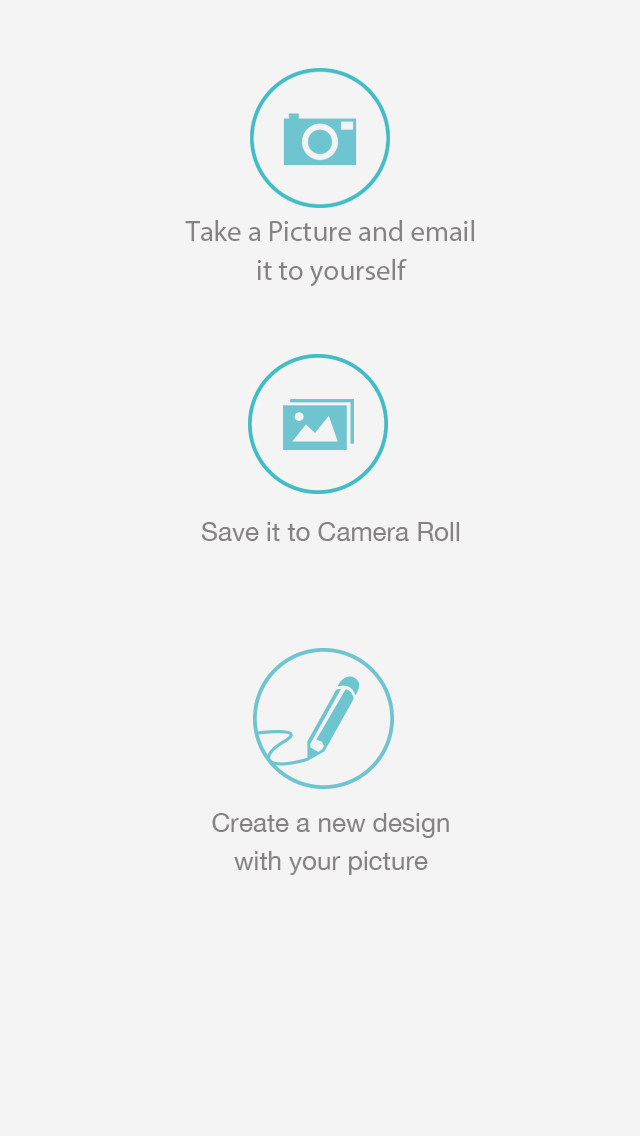 Take a Picture and email
it to yourself
Save it to Camera Roll
Create a new design
with your picture